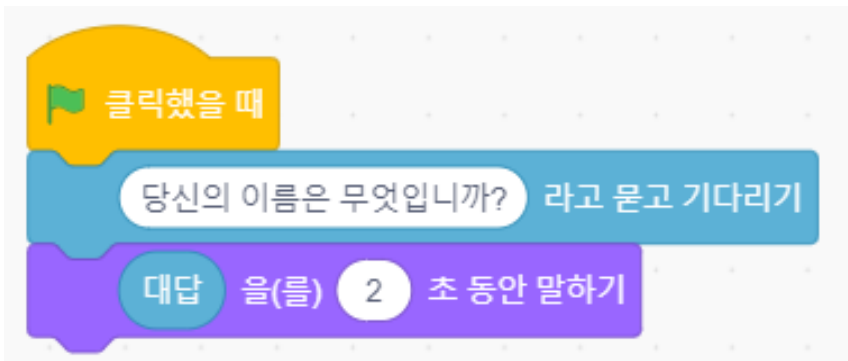 클릭했을 때
당신의 이름은 무엇입니까? 라고 묻고 기다리기
대답 을(를) 2 초 동안 말하기